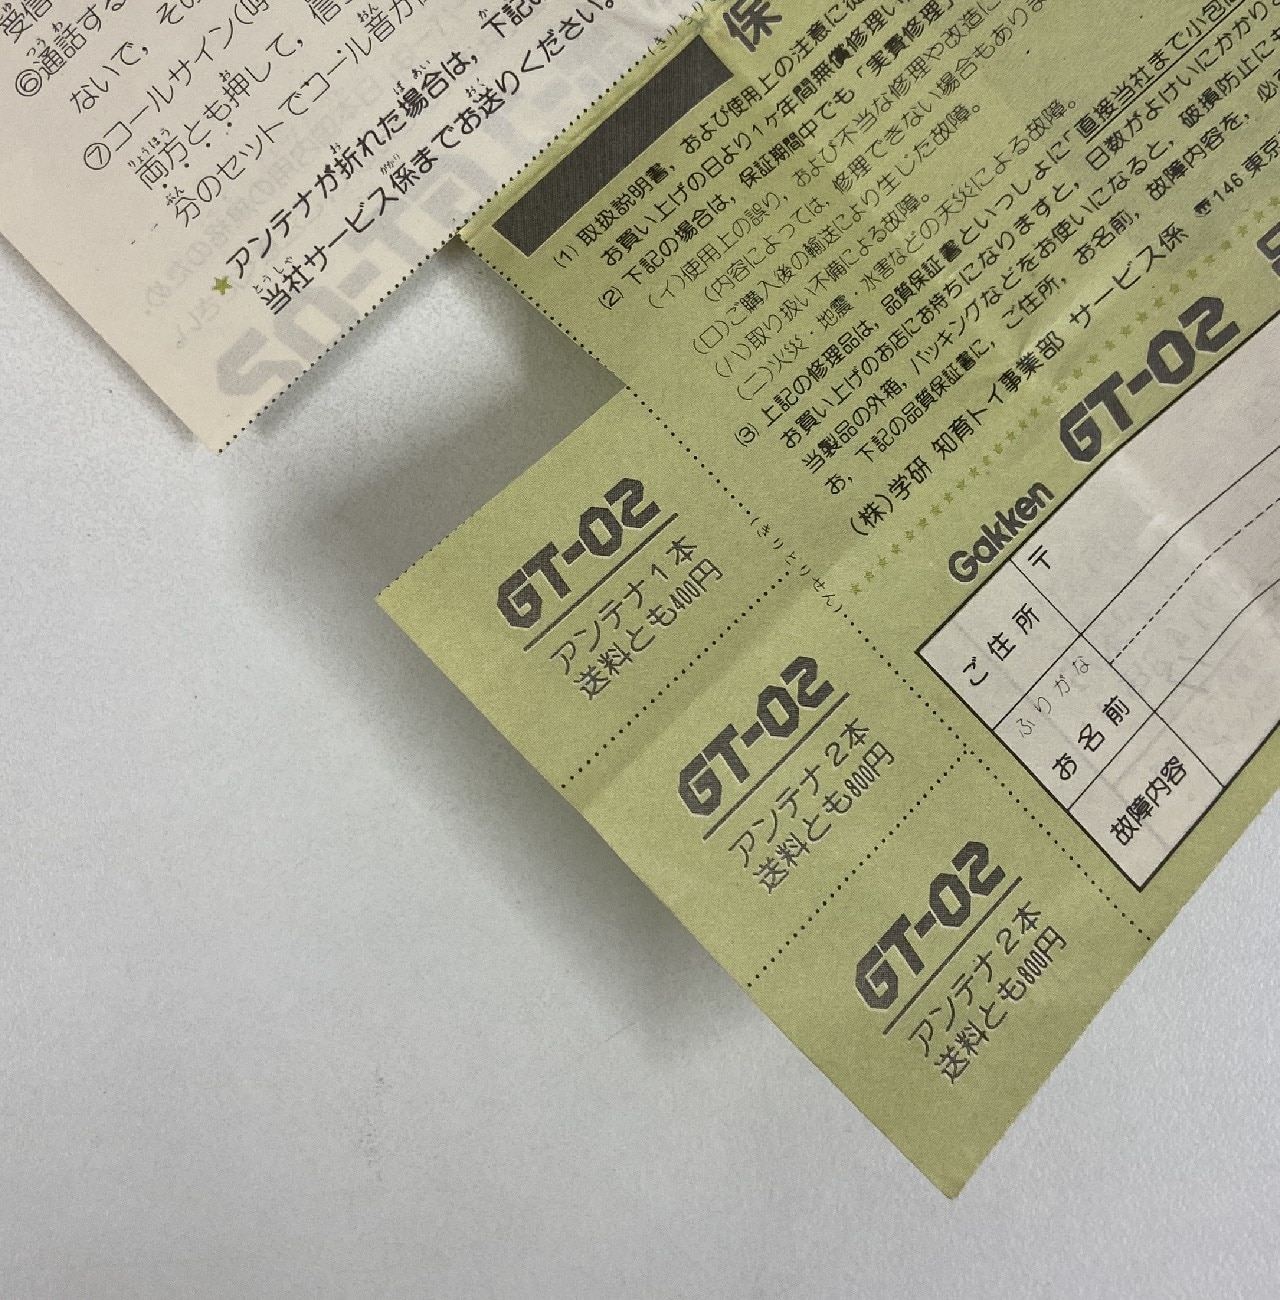 受信
⑥通話する
ないで，その
⑦コールサイン(呼
両方とも押して，信
分のセットでコール音が
★アンテナが折れた場合は，下記の
当社サービス係までお送りください。
(きりとり
保
(1) 取扱説明書，および使用上の注意に従
お買い上げの日より1ヶ年間無償修理い
(2) 下記の場合は，保証期間中でも「実費修理」
(イ)使用上の誤り，および不当な修理や改造に
(内容によっては，修理できない場合もありま
(ロ)ご購入後の輸送により生じた故障。
(ハ)取り扱い不備による故障。
(ニ)火災・地震・水害などの天災による故障。
(3) 上記の修理品は，品質保証書といっしょに「直接当社まで小包
お買い上げのお店にお持ちになりますと，日数がよけいにかかり
当製品の外箱，パッキングなどをお使いになると，破損防止に
お，下記の品質保証書に，ご住所，お名前，故障内容を，必
(株)学研 知育トイ事業部 サービス係 〒146 東京
Gakken GT-02
ご住所 〒
ふりがな
お名前
故障内容
(きりとりせん)
GT-02
アンテナ1本
送料とも400円
GT-02
アンテナ2本
送料とも800円
GT-02
アンテナ2本
送料とも800円